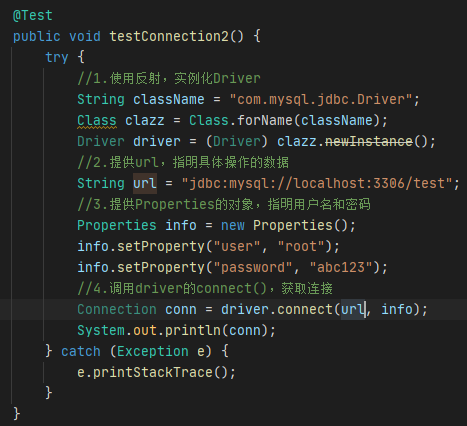 @Test
public void testConnection2() {
try {
//1.使用反射，实例化Driver
String className = "com.mysql.jdbc.Driver";
Class clazz = Class.forName(className);
Driver driver = (Driver) clazz.newInstance();
//2.提供url，指明具体操作的数据
String url = "jdbc:mysql://localhost:3306/test";
//3.提供Properties的对象，指明用户名和密码
Properties info = new Properties();
info.setProperty("user", "root");
info.setProperty("password", "abc123");
//4.调用driver的connect()，获取连接
Connection conn = driver.connect(url, info);
System.out.println(conn);
} catch (Exception e) {
e.printStackTrace();
}
}